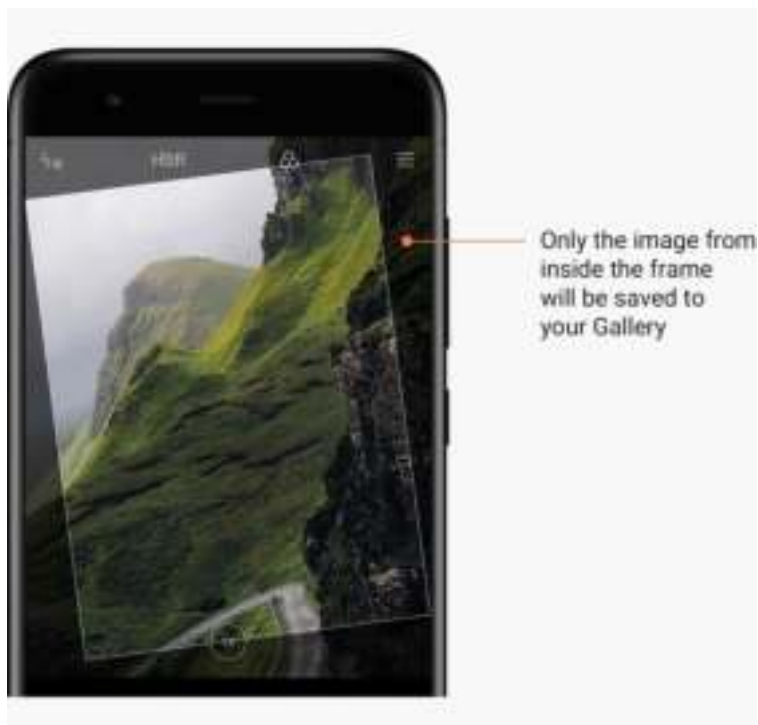 HDR
Only the image from
inside the frame
will be saved to
your Gallery